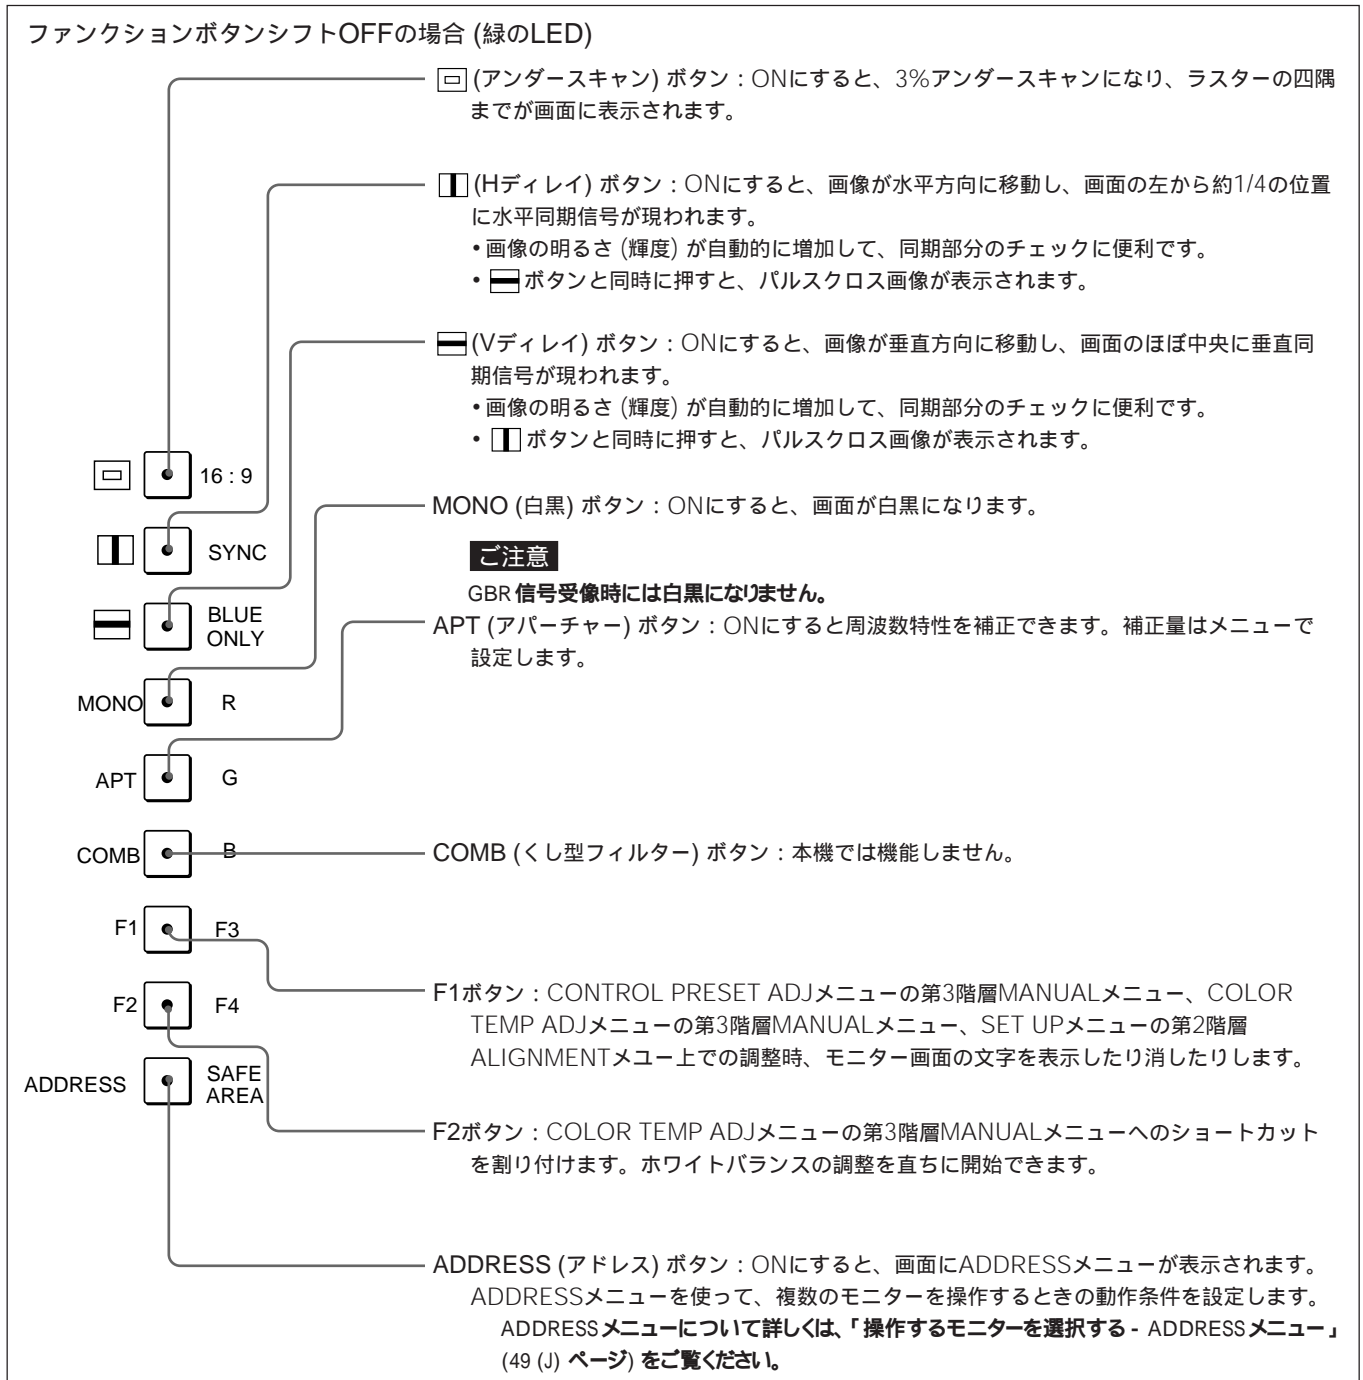 ファンクションボタンシフトOFFの場合 (緑のLED)
(アンダースキャン) ボタン：ONにすると、3%アンダースキャンになり、ラスターの四隅
までが画面に表示されます。
(Hディレイ) ボタン：ONにすると、画像が水平方向に移動し、画面の左から約1/4の位置
に水平同期信号が現われます。
• 画像の明るさ (輝度) が自動的に増加して、同期部分のチェックに便利です。
• ボタンと同時に押すと、パルスクロス画像が表示されます。
(Vディレイ) ボタン：ONにすると、画像が垂直方向に移動し、画面のほぼ中央に垂直同
期信号が現われます。
• 画像の明るさ (輝度) が自動的に増加して、同期部分のチェックに便利です。
• ボタンと同時に押すと、パルスクロス画像が表示されます。
16 : 9
MONO (白黒) ボタン：ONにすると、画面が白黒になります。
SYNC
ご注意
GBR 信号受像時には白黒になりません。
BLUE
ONLY
APT (アパーチャー) ボタン：ONにすると周波数特性を補正できます。補正量はメニューで
設定します。
MONO R
APT G
COMB B
COMB (くし型フィルター) ボタン：本機では機能しません。
F1 F3
F1ボタン：CONTROL PRESET ADJメニューの第3階層MANUALメニュー、COLOR
TEMP ADJメニューの第3階層MANUALメニュー、SET UPメニューの第2階層
ALIGNMENTメユー上での調整時、モニター画面の文字を表示したり消したりします。
F2 F4
ADDRESS
SAFE
AREA
F2ボタン：COLOR TEMP ADJメニューの第3階層MANUALメニューへのショートカット
を割り付けます。ホワイトバランスの調整を直ちに開始できます。
ADDRESS (アドレス) ボタン：ONにすると、画面にADDRESSメニューが表示されます。
ADDRESSメニューを使って、複数のモニターを操作するときの動作条件を設定します。
ADDRESSメニューについて詳しくは、「操作するモニターを選択する - ADDRESSメニュー」
(49 (J) ページ) をご覧ください。